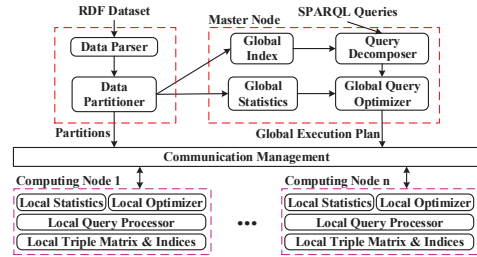 RDF Dataset
Master Node
SPARQL Queries
Data Parser
Global
Index
Query
Decomposer
Data
Partitioner
Global
Statistics
Global Query
Optimizer
Partitions
Global Execution Plan
Communication Management
Computing Node 1
Computing Node n
Local Statistics
Local Optimizer
Local Query Processor
Local Triple Matrix & Indices
...
Local Statistics
Local Optimizer
Local Query Processor
Local Triple Matrix & Indices